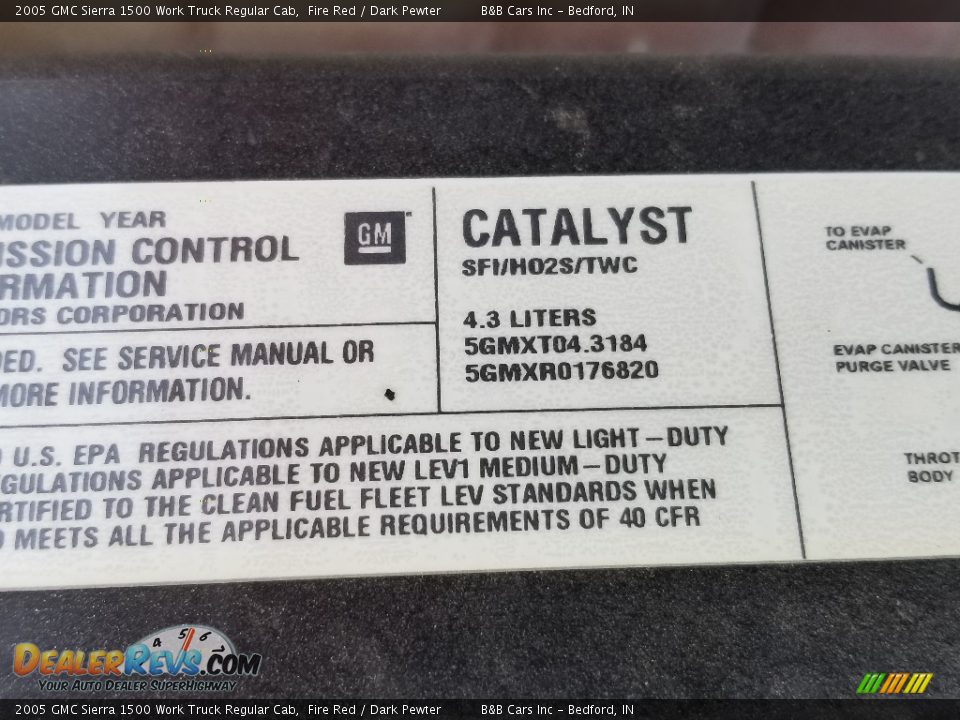 2005 GMC Sierra 1500 Work Truck Regular Cab, Fire Red / Dark Pewter B&B Cars Inc - Bedford, IN
MODEL YEAR
ISSION CONTROL
RMATION
ORS CORPORATION
GM
DED. SEE SERVICE MANUAL OR
MORE INFORMATION.
CATALYST
SFI/HO2S/TWC
4.3 LITERS
5GMXT04.3184
5GMXR0176820
U.S. EPA REGULATIONS APPLICABLE TO NEW LIGHT-DUTY
GULATIONS APPLICABLE TO NEW LEV1 MEDIUM-DUTY
RTIFIED TO THE CLEAN FUEL FLEET LEV STANDARDS WHEN
MEETS ALL THE APPLICABLE REQUIREMENTS OF 40 CFR
TO EVAP
CANISTER
EVAP CANISTER
PURGE VALVE
THROT
BODY
4 5 6
DEALERREVS.COM
YOUR AUTO DEALER SUPERHIGHWAY
2005 GMC Sierra 1500 Work Truck Regular Cab, Fire Red / Dark Pewter B&B Cars Inc - Bedford, IN